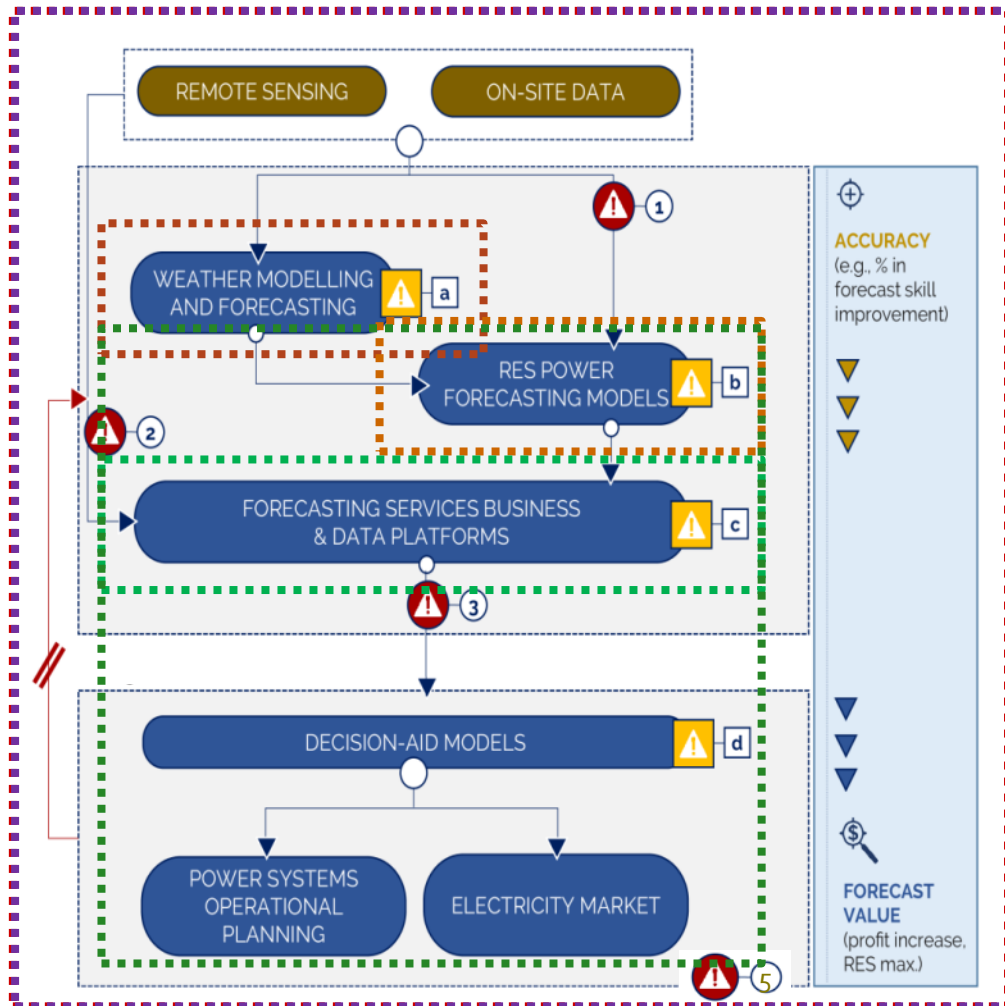 REMOTE SENSING
ON-SITE DATA
1
ACCURACY
(e.g., % in
forecast skill
improvement)
WEATHER MODELLING
AND FORECASTING
a
RES POWER
FORECASTING MODELS
b
2
FORECASTING SERVICES BUSINESS
& DATA PLATFORMS
c
3
DECISION-AID MODELS
d
POWER SYSTEMS
OPERATIONAL
PLANNING
ELECTRICITY MARKET
$
FORECAST
VALUE
(profit increase,
RES max.)
5